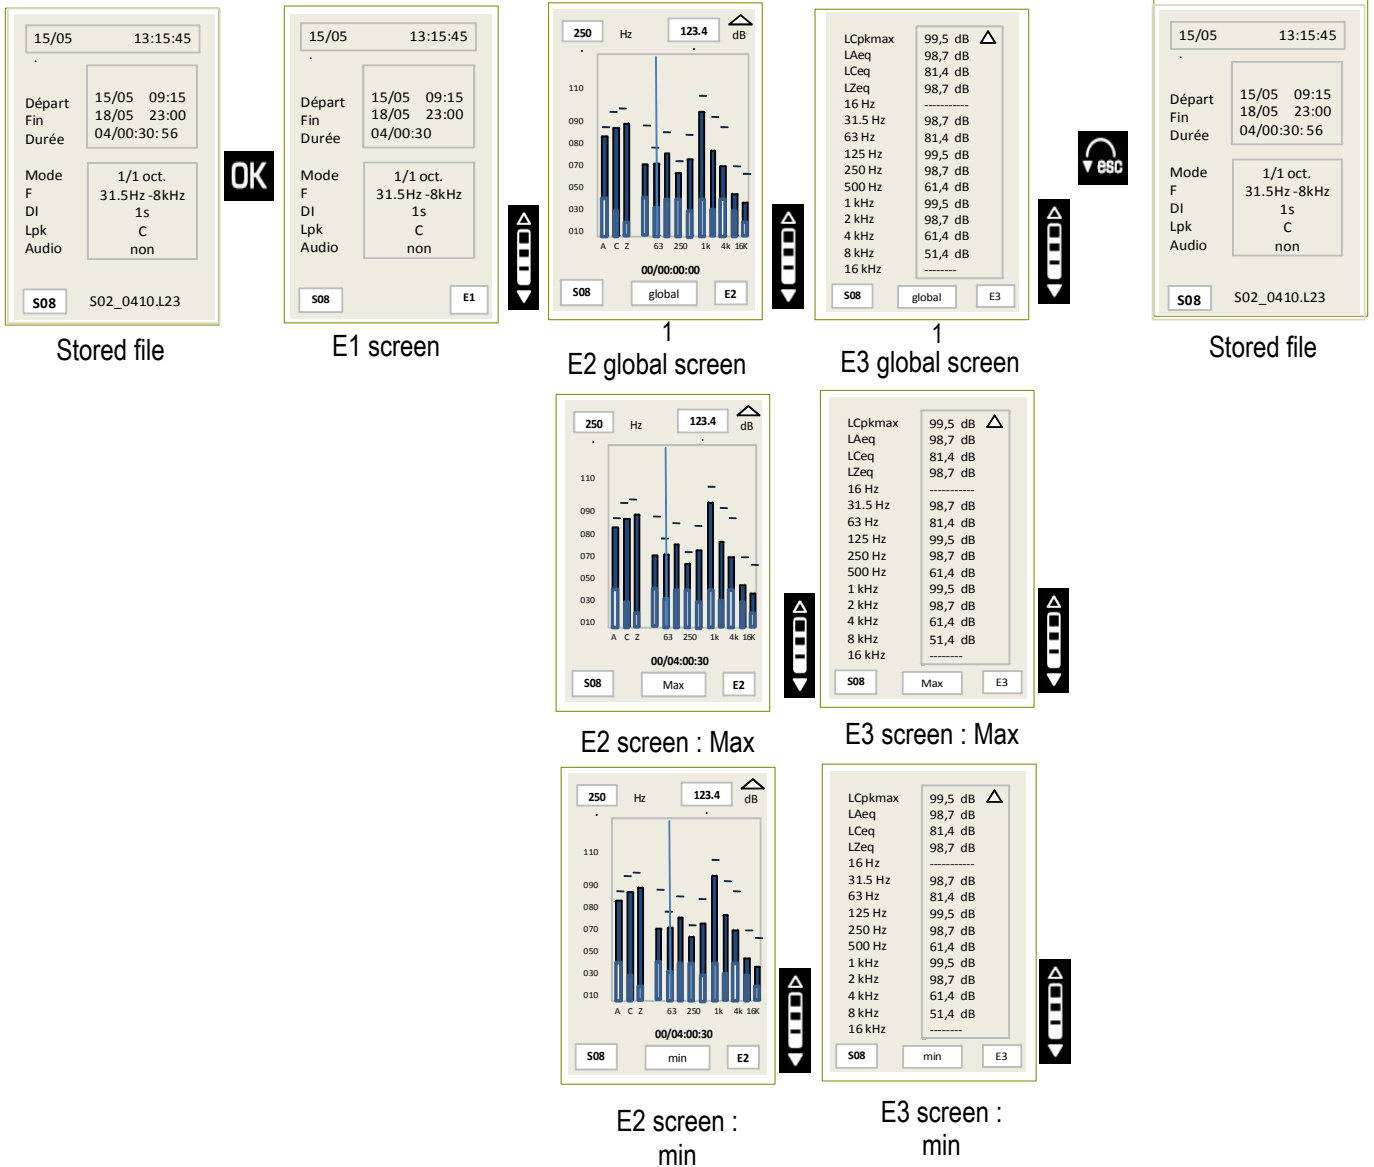 15/05 13:15:45
.
Départ 15/05 09:15
Fin 18/05 23:00
Durée 04/00:30:56
Mode 1/1 oct.
F 31.5Hz-8kHz
DI 1s
Lpk C
Audio non
S08 S02_0410.L23
Stored file
OK
15/05 13:15:45
.
Départ 15/05 09:15
Fin 18/05 23:00
Durée 04/00:30
Mode 1/1 oct.
F 31.5Hz-8kHz
DI 1s
Lpk C
Audio non
S08 E1
E1 screen
250 Hz 123.4 dB
. .
110
090
080
070
050
030
010
A C Z 63 250 1k 4k 16K
00/00:00:00
S08 global E2
1
E2 global screen
LCpkmax 99,5 dB
LAeq 98,7 dB
LCeq 81,4 dB
LZeq 98,7 dB
16 Hz -----------
31.5 Hz 98,7 dB
63 Hz 81,4 dB
125 Hz 99,5 dB
250 Hz 98,7 dB
500 Hz 61,4 dB
1 kHz 99,5 dB
2 kHz 98,7 dB
4 kHz 61,4 dB
8 kHz 51,4 dB
16 kHz --------
S08 global E3
1
E3 global screen
esc
15/05 13:15:45
.
Départ 15/05 09:15
Fin 18/05 23:00
Durée 04/00:30:56
Mode 1/1 oct.
F 31.5Hz-8kHz
DI 1s
Lpk C
Audio non
S08 S02_0410.L23
Stored file
250 Hz 123.4 dB
. .
110
090
080
070
050
030
010
A C Z 63 250 1k 4k 16K
00/04:00:30
S08 Max E2
E2 screen : Max
LCpkmax 99,5 dB
LAeq 98,7 dB
LCeq 81,4 dB
LZeq 98,7 dB
16 Hz -----------
31.5 Hz 98,7 dB
63 Hz 81,4 dB
125 Hz 99,5 dB
250 Hz 98,7 dB
500 Hz 61,4 dB
1 kHz 99,5 dB
2 kHz 98,7 dB
4 kHz 61,4 dB
8 kHz 51,4 dB
16 kHz --------
S08 Max E3
E3 screen : Max
250 Hz 123.4 dB
. .
110
090
080
070
050
030
010
A C Z 63 250 1k 4k 16K
00/04:00:30
S08 min E2
E2 screen :
min
LCpkmax 99,5 dB
LAeq 98,7 dB
LCeq 81,4 dB
LZeq 98,7 dB
16 Hz -----------
31.5 Hz 98,7 dB
63 Hz 81,4 dB
125 Hz 99,5 dB
250 Hz 98,7 dB
500 Hz 61,4 dB
1 kHz 99,5 dB
2 kHz 98,7 dB
4 kHz 61,4 dB
8 kHz 51,4 dB
16 kHz --------
S08 min E3
E3 screen :
min